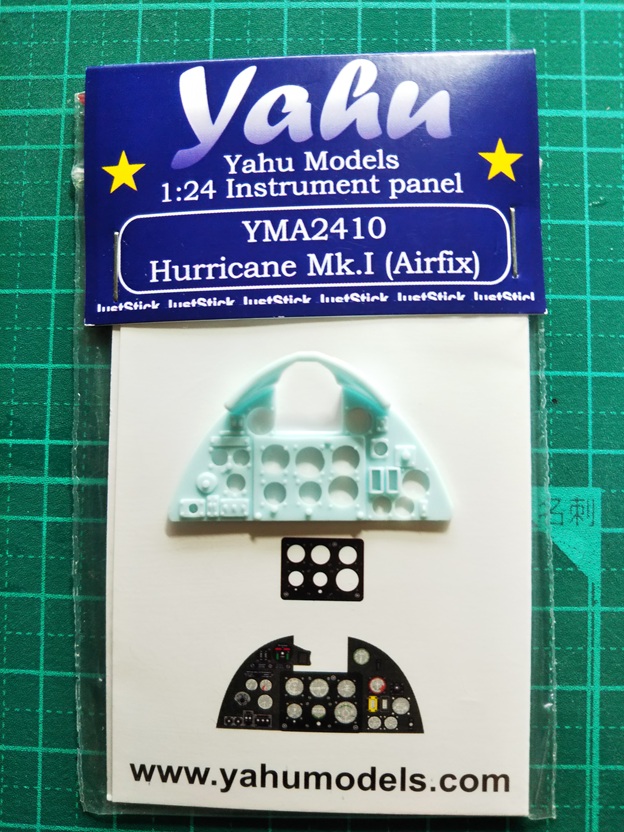 Yahu
Yahu Models
1:24 Instrument panel
YMA2410
Hurricane Mk.I (Airfix)
JustStick JustStick JustStick JustStick JustStick JustStick
名刺
www.yahumodels.com